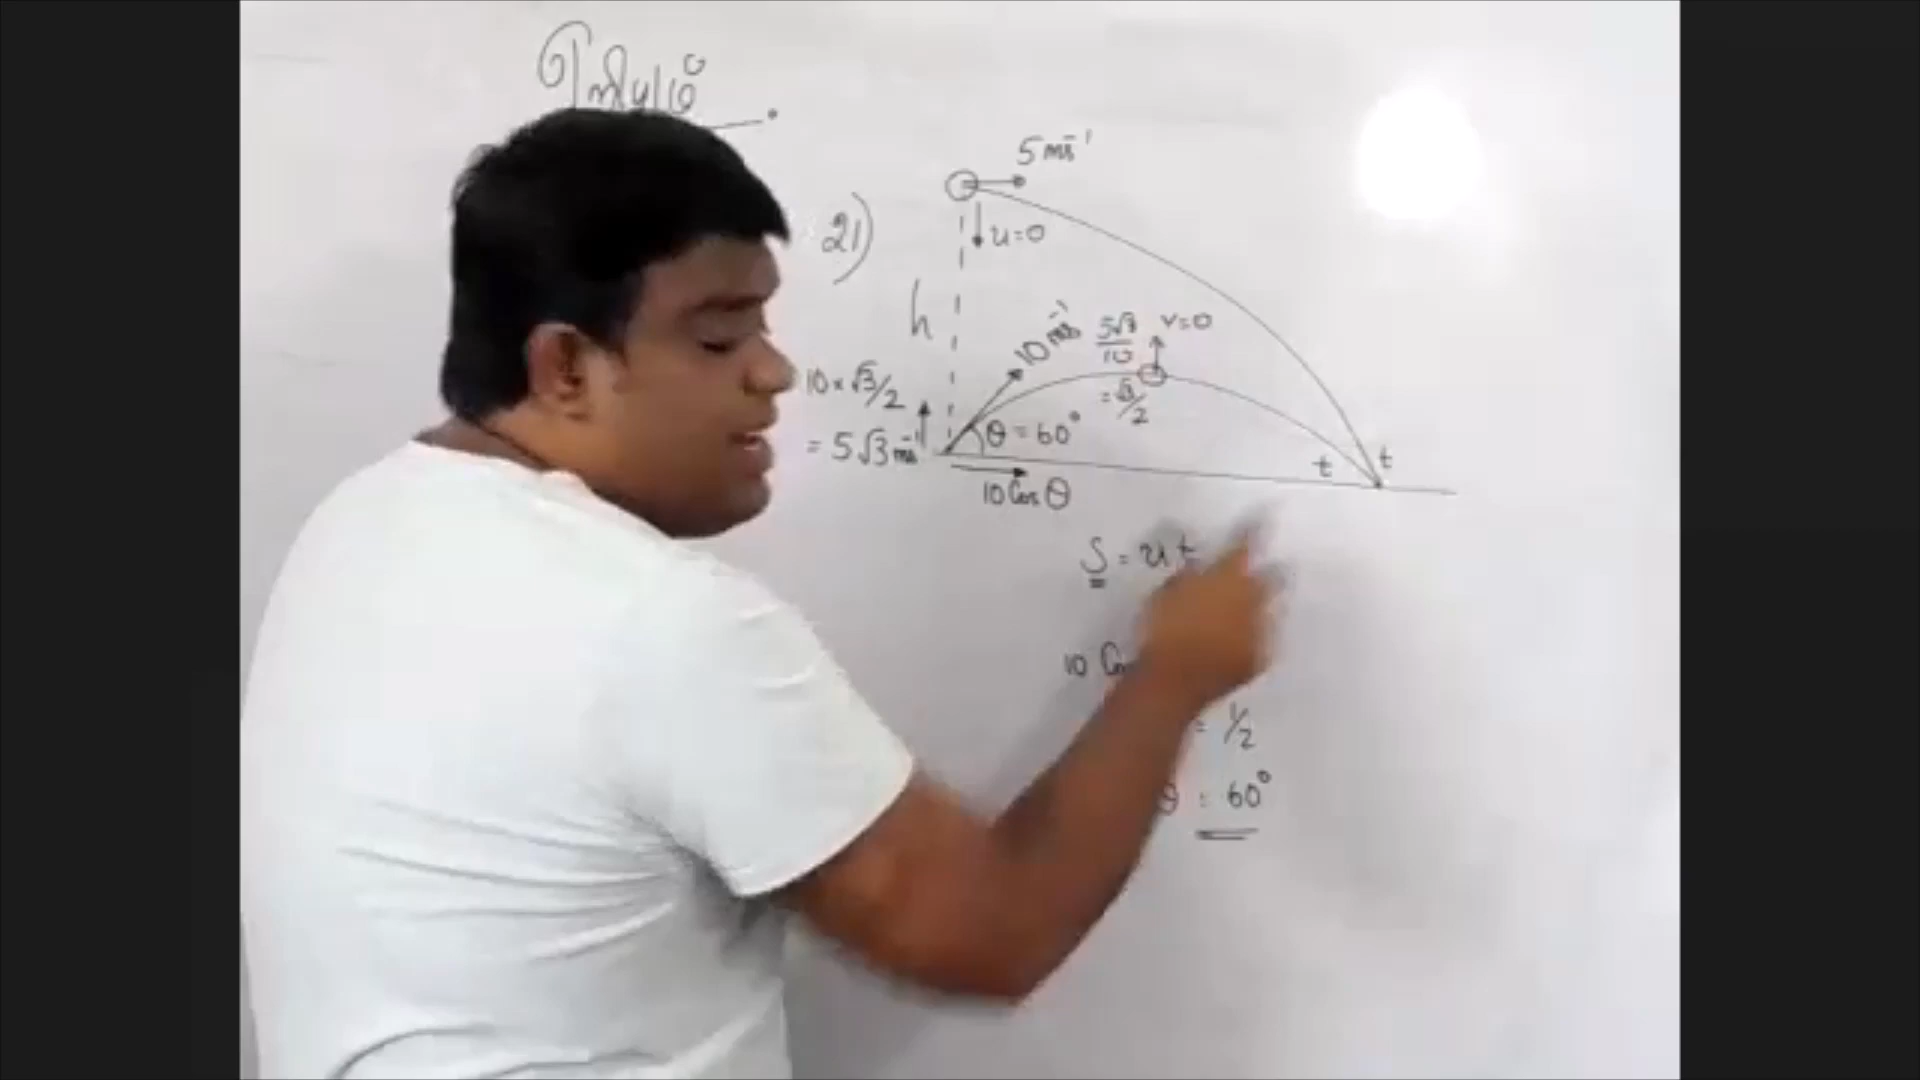 21)
5 ms⁻¹
u=0
h
10 ms⁻¹
5√3/10
= √3/2
v=0
10 × √3/2
= 5√3 ms⁻¹
θ = 60°
t
t
10 Cos θ
S = ut
10
= 1/2
θ = 60°